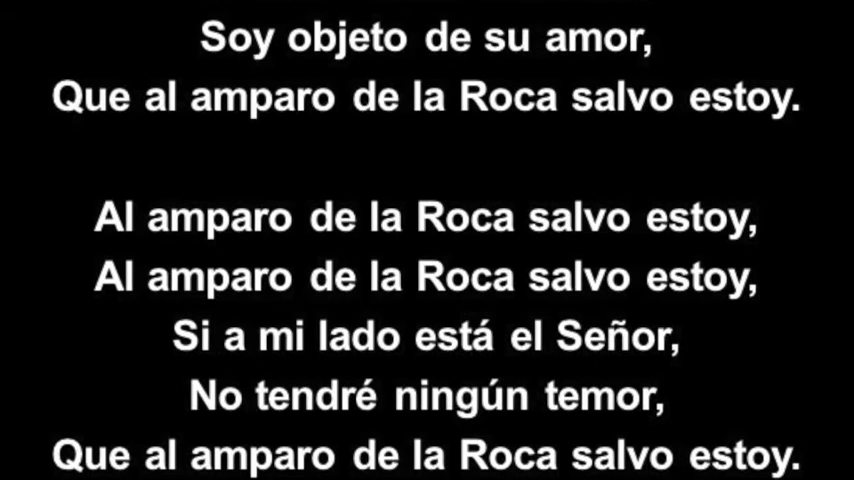 Soy objeto de su amor,
Que al amparo de la Roca salvo estoy.
Al amparo de la Roca salvo estoy,
Al amparo de la Roca salvo estoy,
Si a mi lado está el Señor,
No tendré ningún temor,
Que al amparo de la Roca salvo estoy.